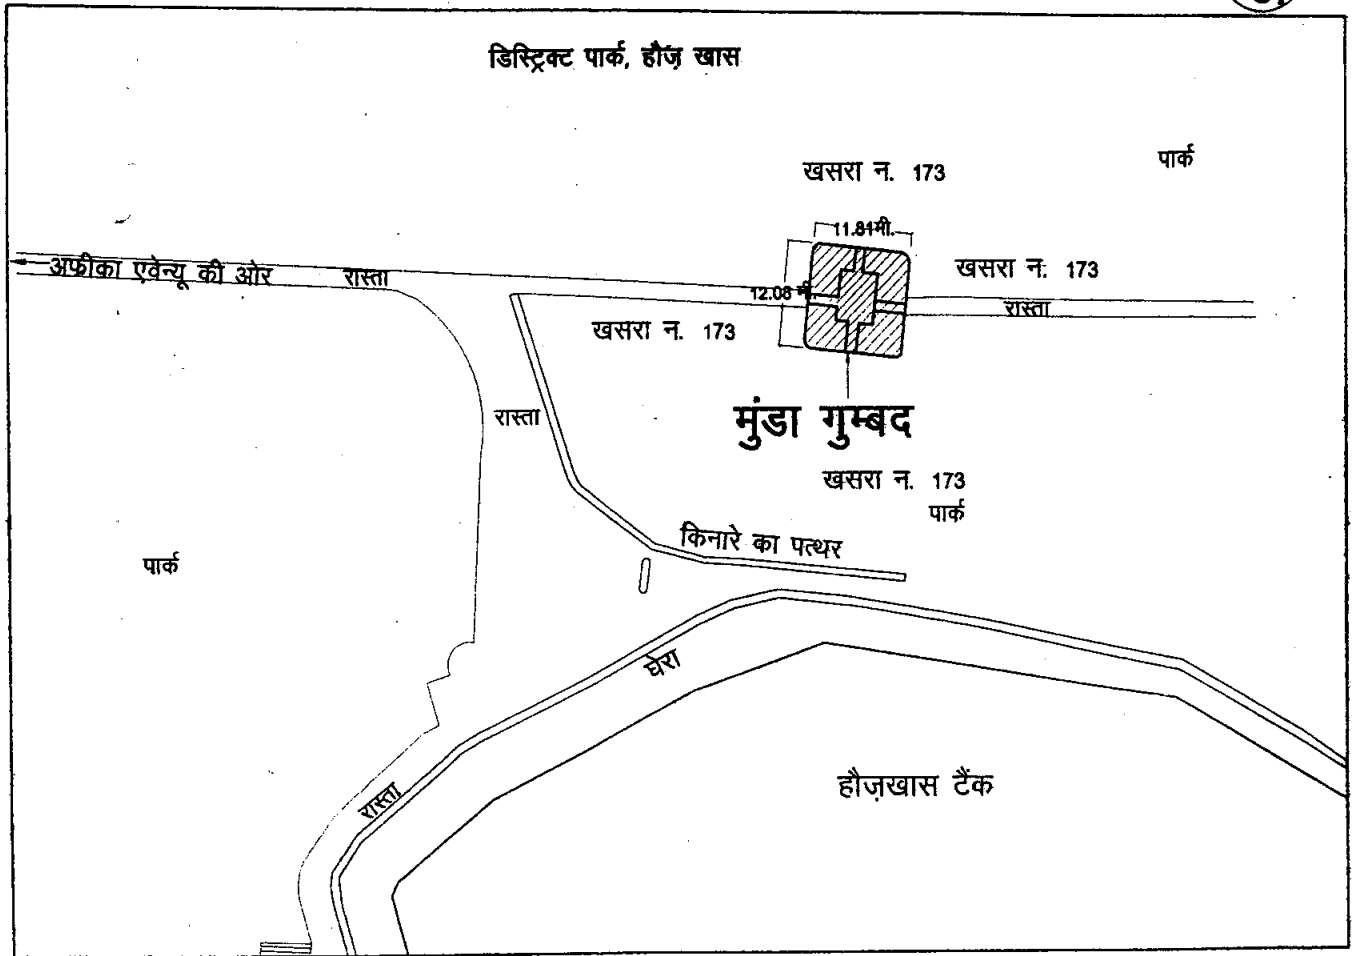 डिस्ट्रिक्ट पार्क, हौज़ खास
पार्क
खसरा न. 173
11.81मी.
अफ्रीका एवेन्यू की ओर
रास्ता
खसरा न. 173
12.08 मी.
रास्ता
खसरा न. 173
रास्ता
मुंडा गुम्बद
खसरा न. 173
पार्क
किनारे का पत्थर
पार्क
घेरा
रास्ता
हौज़खास टैंक